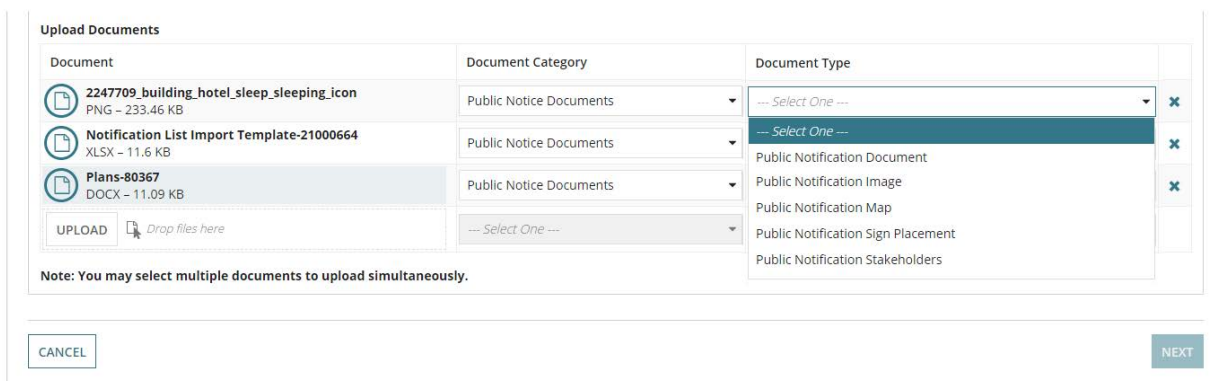 Upload Documents
Document Document Category Document Type
2247709_building_hotel_sleep_sleeping_icon
PNG – 233.46 KB
Public Notice Documents
--- Select One ---
Notification List Import Template-21000664
XLSX – 11.6 KB
Public Notice Documents
Plans-80367
DOCX – 11.09 KB
Public Notice Documents
--- Select One ---
Public Notification Document
Public Notification Image
Public Notification Map
Public Notification Sign Placement
Public Notification Stakeholders
UPLOAD Drop files here
--- Select One ---
Note: You may select multiple documents to upload simultaneously.
CANCEL NEXT